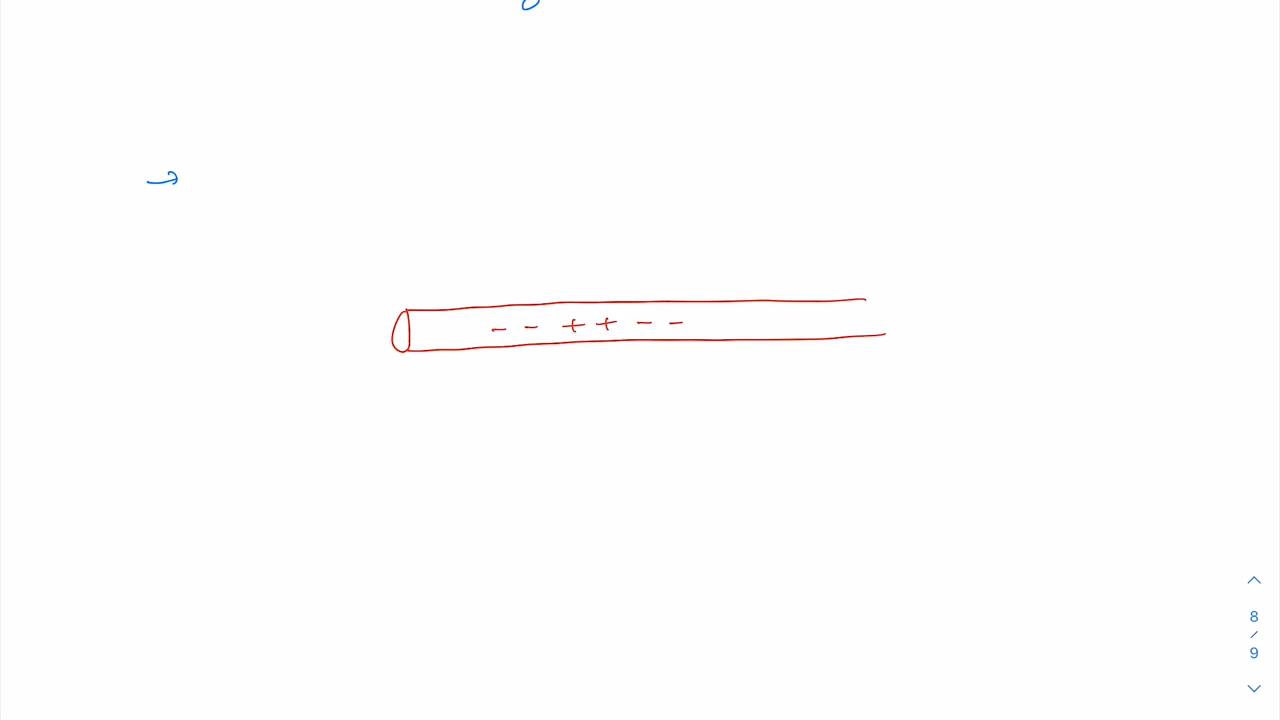 →
- - + + - -
8
/
9